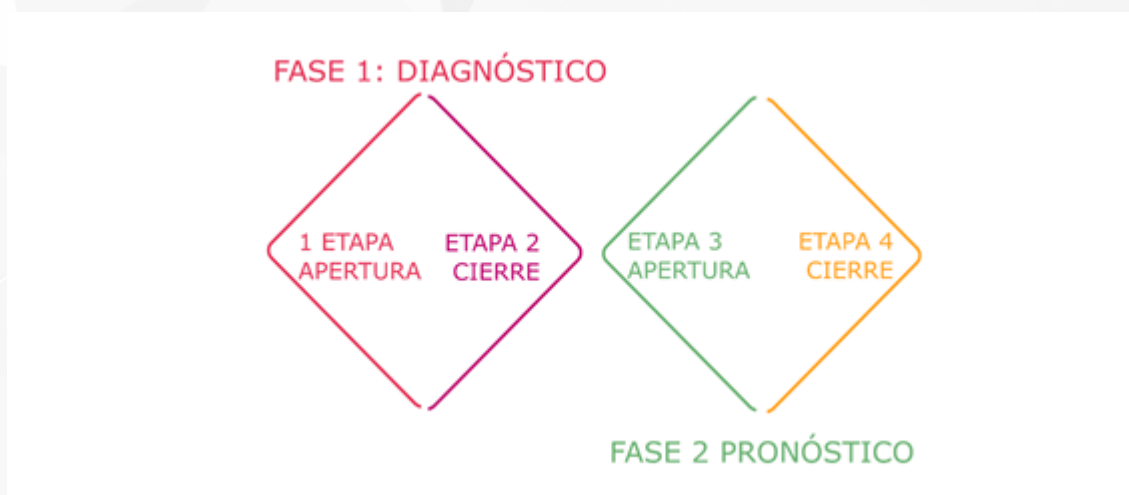 FASE 1: DIAGNÓSTICO
1 ETAPA
APERTURA
ETAPA 2
CIERRE
ETAPA 3
APERTURA
ETAPA 4
CIERRE
FASE 2 PRONÓSTICO